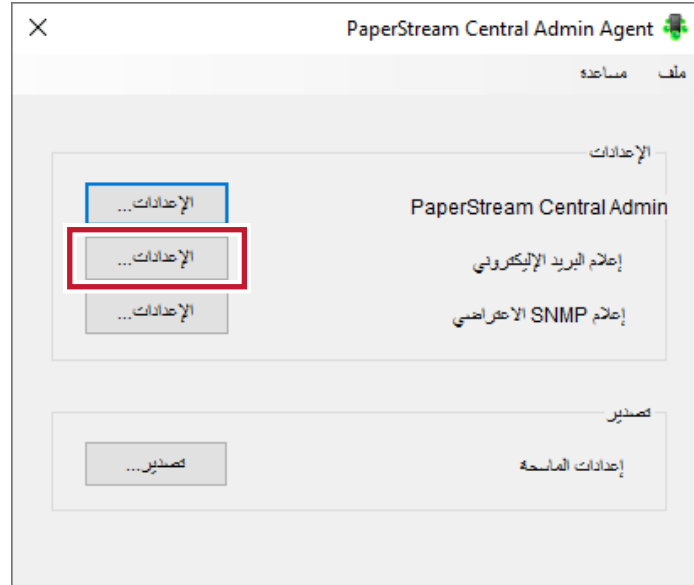 PaperStream Central Admin Agent
ملف مساعدة
الإعدادات
PaperStream Central Admin الإعدادات...
إعلام البريد الإليكتروني الإعدادات...
إعلام SNMP الاعتراضي الإعدادات...
تصدير
إعدادات الماسحة تصدير...